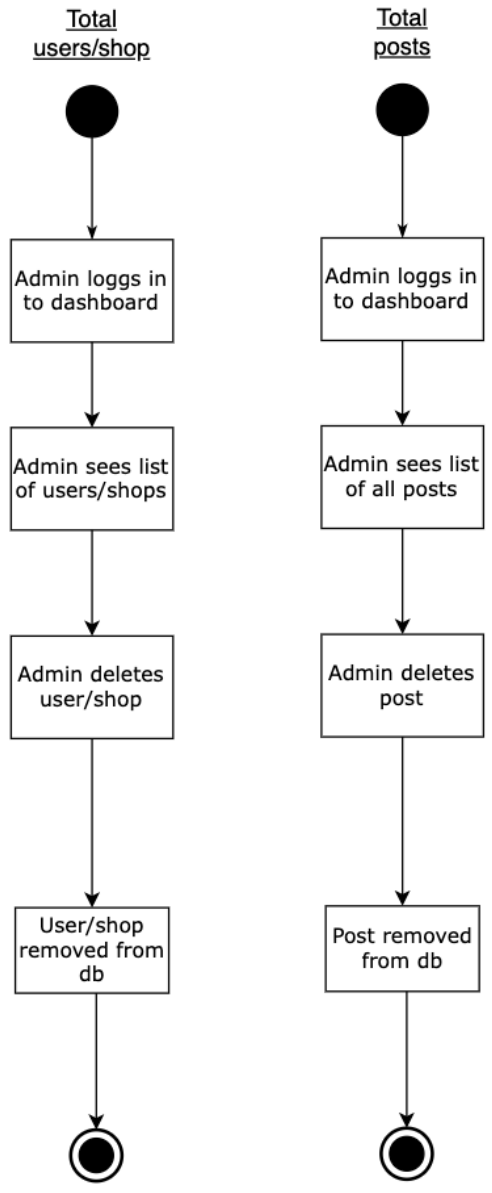 Total
users/shop
Admin loggs in
to dashboard
Admin sees list
of users/shops
Admin deletes
user/shop
User/shop
removed from
db
Total
posts
Admin loggs in
to dashboard
Admin sees list
of all posts
Admin deletes
post
Post removed
from db